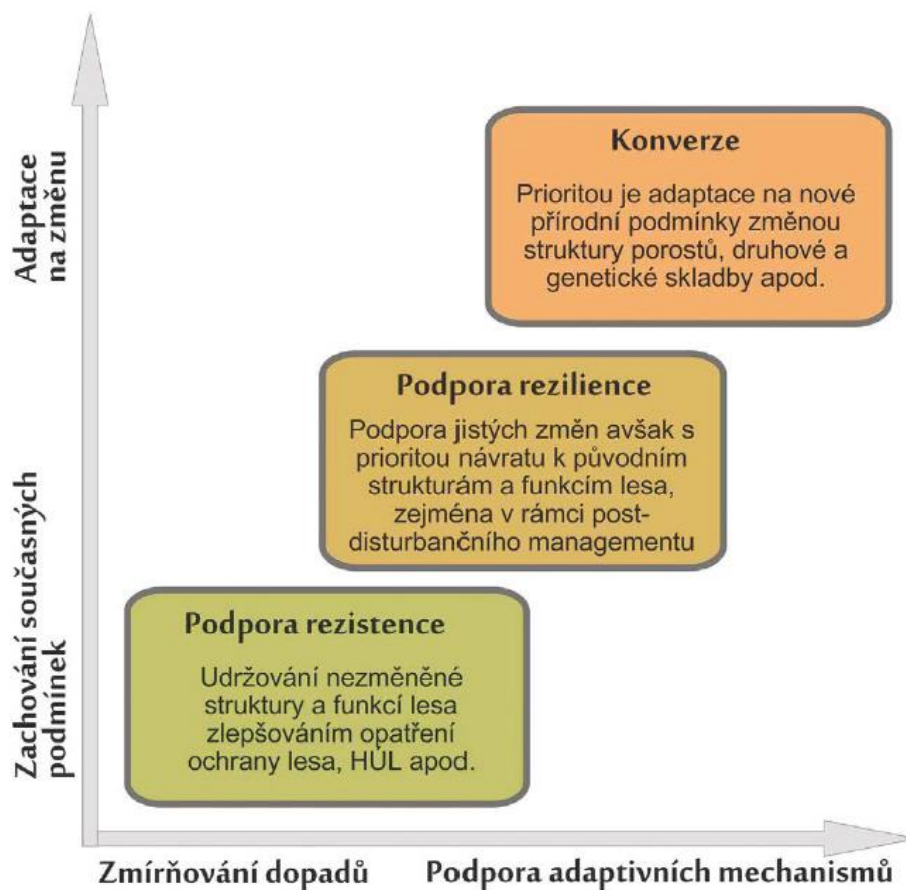 Adaptace
na změnu
Konverze
Prioritou je adaptace na nové
přírodní podmínky změnou
struktury porostů, druhové a
genetické skladby apod.
Podpora rezilience
Podpora jistých změn avšak s
prioritou návratu k původním
strukturám a funkcím lesa,
zejména v rámci post-
disturbančního managementu
Zachování současných
podmínek
Podpora rezistence
Udržování nezměněné
struktury a funkcí lesa
zlepšováním opatření
ochrany lesa, HÚL apod.
Zmírňování dopadů
Podpora adaptivních mechanismů